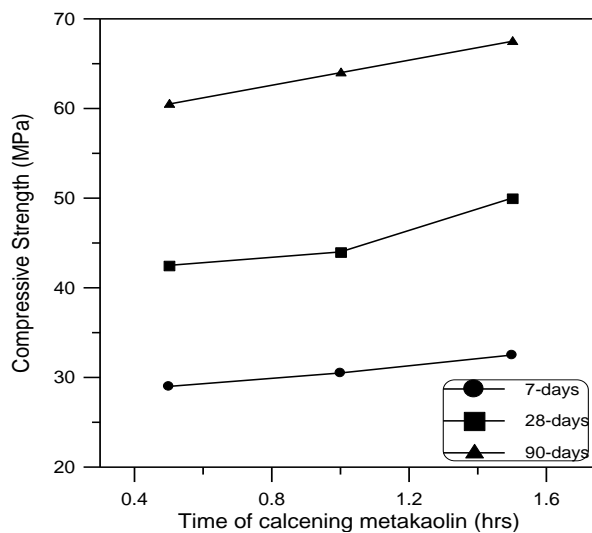 70
60
50
40
30
20
Compressive Strength (MPa)
7-days
28-days
90-days
0.4 0.8 1.2 1.6
Time of calcening metakaolin (hrs)